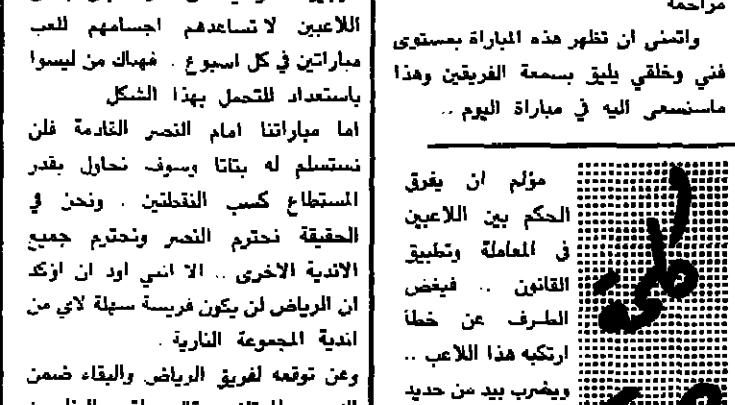 مزاحمة
واتمنى ان تظهر هذه المباراة بمستوى
فني وخلقي يليق بسمعة الفريقين وهذا
ماسنسعى اليه في مباراة اليوم ..
مؤلم ان يفرق
الحكم بين اللاعبين
في المعاملة وتطبيق
القانون .. فيغض
الطرف عن خطأ
ارتكبه هذا اللاعب ..
ويضرب بيد من حديد
اللاعبين لا تساعدهم اجسامهم للعب
مباراتين في كل اسبوع . فهناك من ليسوا
باستعداد للتحمل بهذا الشكل
اما مباراتنا امام النصر القادمة فلن
نستسلم له بتاتا وسوف نحاول بقدر
المستطاع كسب النقطتين . ونحن في
الحقيقة نحترم النصر ونحترم جميع
الاندية الاخرى .. الا انني اود ان اؤكد
ان الرياض لن يكون فريسة سهلة لاي من
اندية المجموعة النارية .
وعن توقعه لفريق الرياض والبقاء ضمن